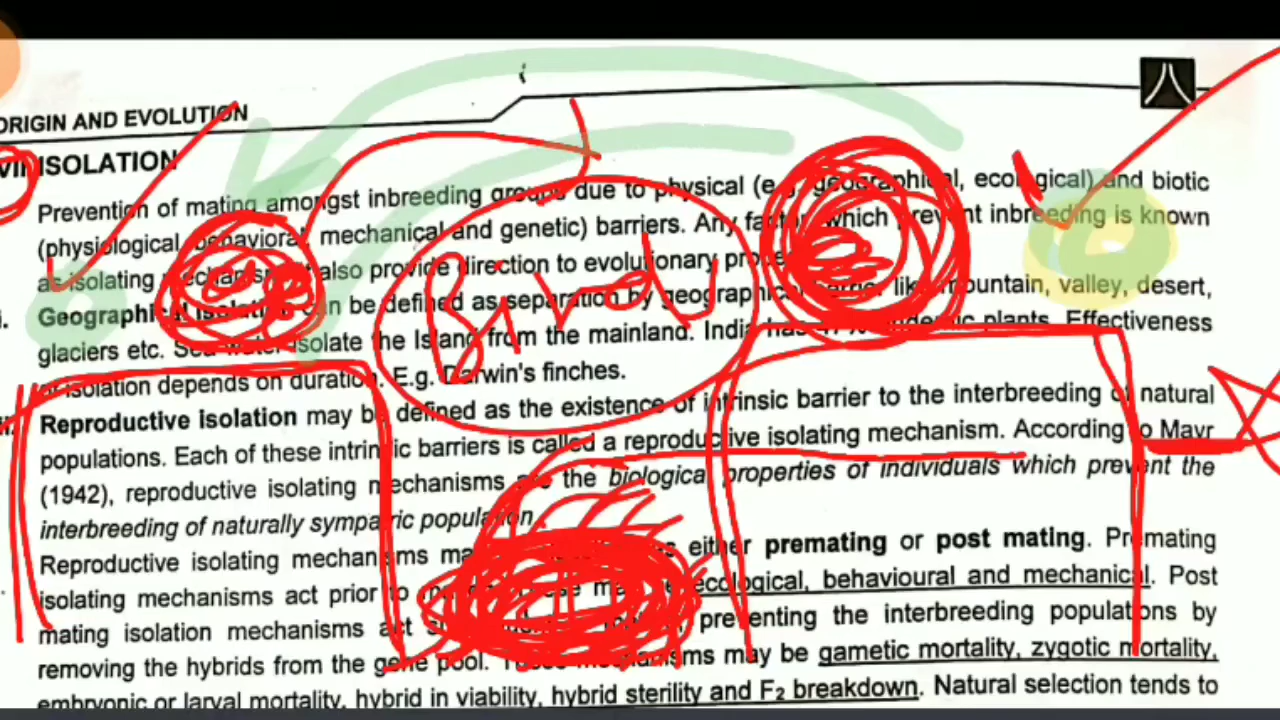 ORIGIN AND EVOLUTION
ISOLATION
Prevention of mating amongst inbreeding groups due to physical (e.g. geographical, ecological) and biotic
(physiological, behavioral, mechanical and genetic) barriers. Any factor which prevent inbreeding is known
as isolating also provide direction to evolutionary
Geographical isolation can be defined as separation by geographical barrier like mountain, valley, desert,
glaciers etc. Sea water isolate the Island from the mainland. India has plants. Effectiveness
of isolation depends on duration. E.g. Darwin's finches.
Birds
Reproductive isolation may be defined as the existence of intrinsic barrier to the interbreeding of natural
populations. Each of these intrinsic barriers is called a reproductive isolating mechanism. According to Mayr
(1942), reproductive isolating mechanisms are the biological properties of individuals which prevent the
interbreeding of naturally sympatric population.
Reproductive isolating mechanisms either premating or post mating. Premating
isolating mechanisms act prior to ecological, behavioural and mechanical. Post
mating isolation mechanisms act preventing the interbreeding populations by
removing the hybrids from the gene pool. These mechanisms may be gametic mortality, zygotic mortality,
embryonic or larval mortality, hybrid in viability, hybrid sterility and F₂ breakdown. Natural selection tends to